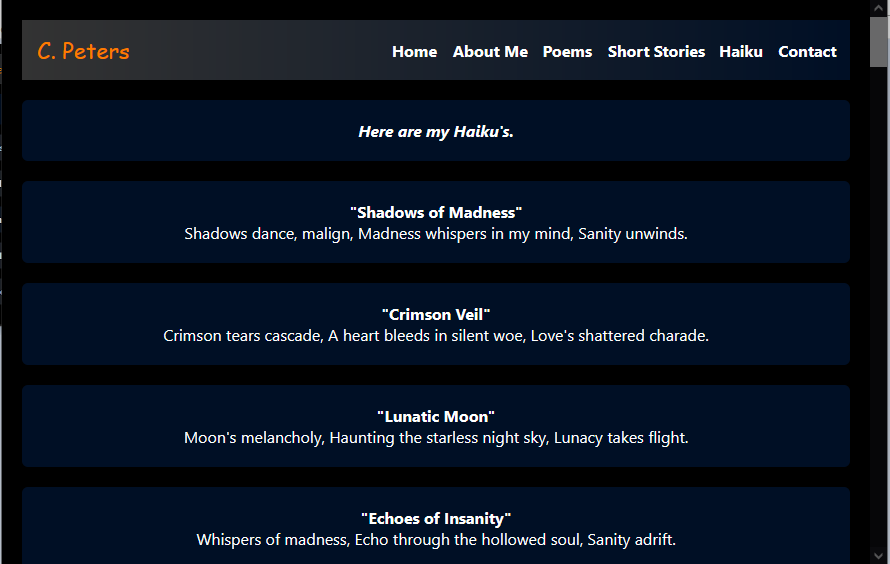 C. Peters
Home About Me Poems Short Stories Haiku Contact
Here are my Haiku's.
"Shadows of Madness"
Shadows dance, malign, Madness whispers in my mind, Sanity unwinds.
"Crimson Veil"
Crimson tears cascade, A heart bleeds in silent woe, Love's shattered charade.
"Lunatic Moon"
Moon's melancholy, Haunting the starless night sky, Lunacy takes flight.
"Echoes of Insanity"
Whispers of madness, Echo through the hollowed soul, Sanity adrift.